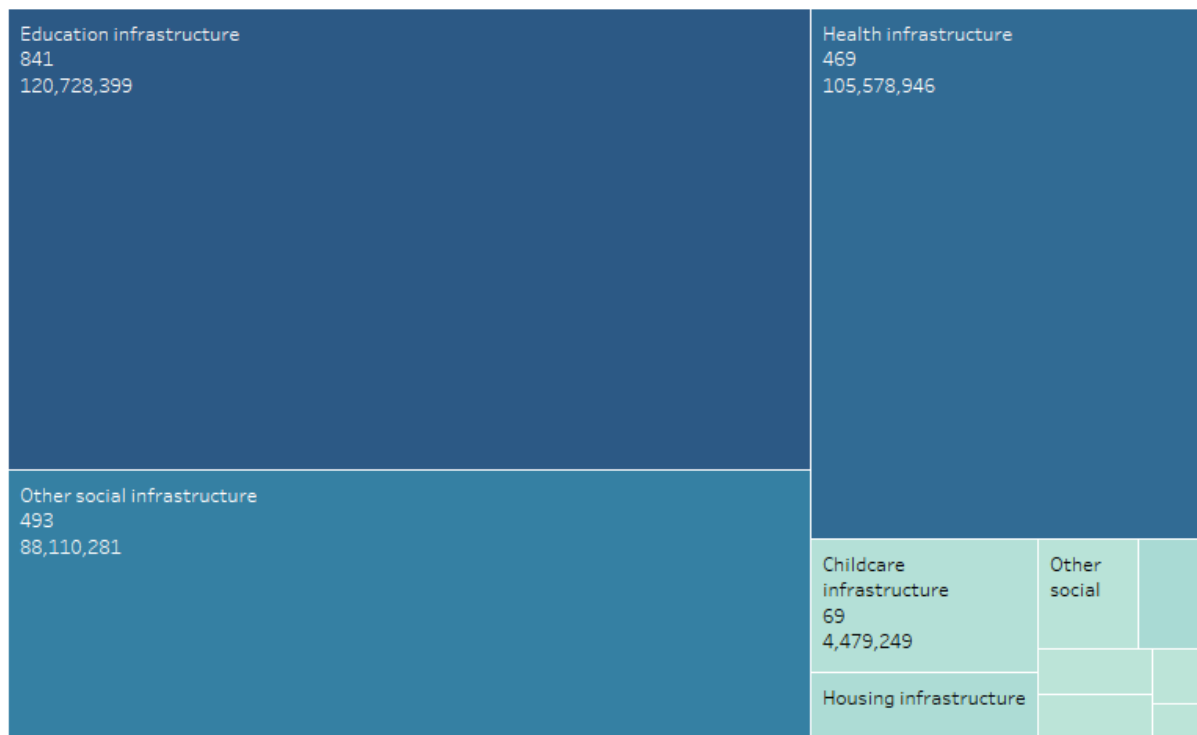 Education infrastructure
841
120,728,399
Health infrastructure
469
105,578,946
Other social infrastructure
493
88,110,281
Childcare
infrastructure
69
4,479,249
Other
social
Housing infrastructure